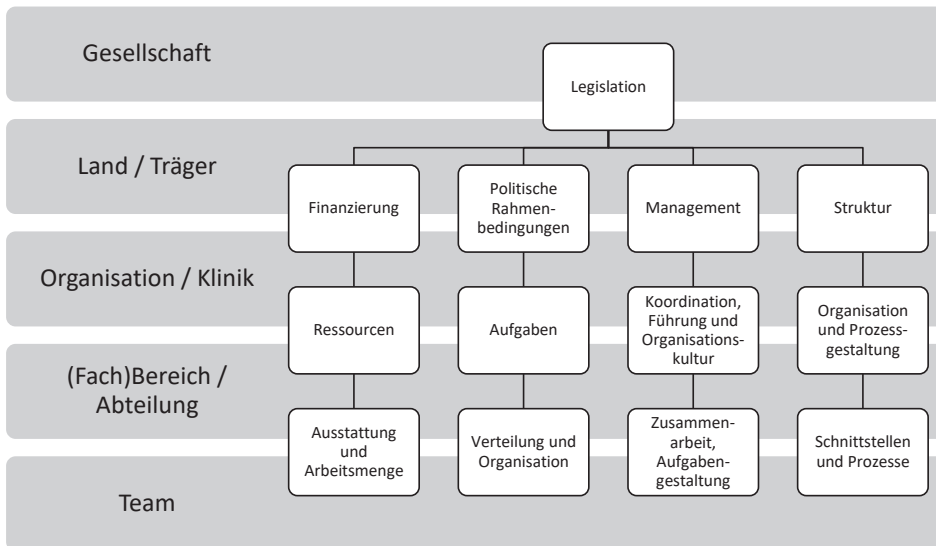 Gesellschaft
Legislation
Land / Träger
Finanzierung
Politische
Rahmen-
bedingungen
Management
Struktur
Organisation / Klinik
Ressourcen
Aufgaben
Koordination,
Führung und
Organisations-
kultur
Organisation
und Prozess-
gestaltung
(Fach)Bereich /
Abteilung
Ausstattung
und
Arbeitsmenge
Verteilung und
Organisation
Zusammen-
arbeit,
Aufgaben-
gestaltung
Schnittstellen
und Prozesse
Team